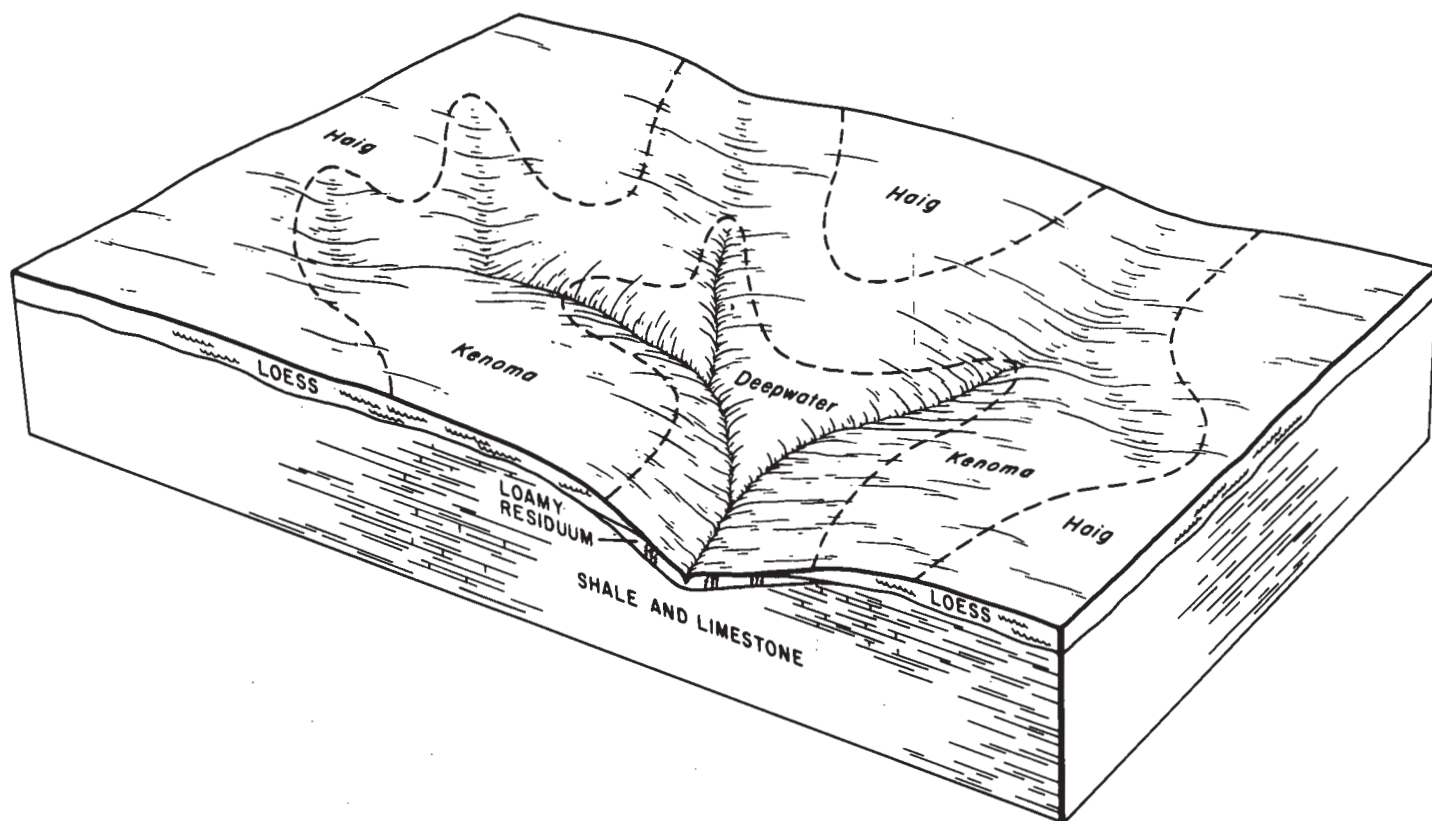 Haig
Haig
Kenoma
LOESS
Deepwater
Kenoma
LOAMY
RESIDUUM
Haig
SHALE AND LIMESTONE
LOESS